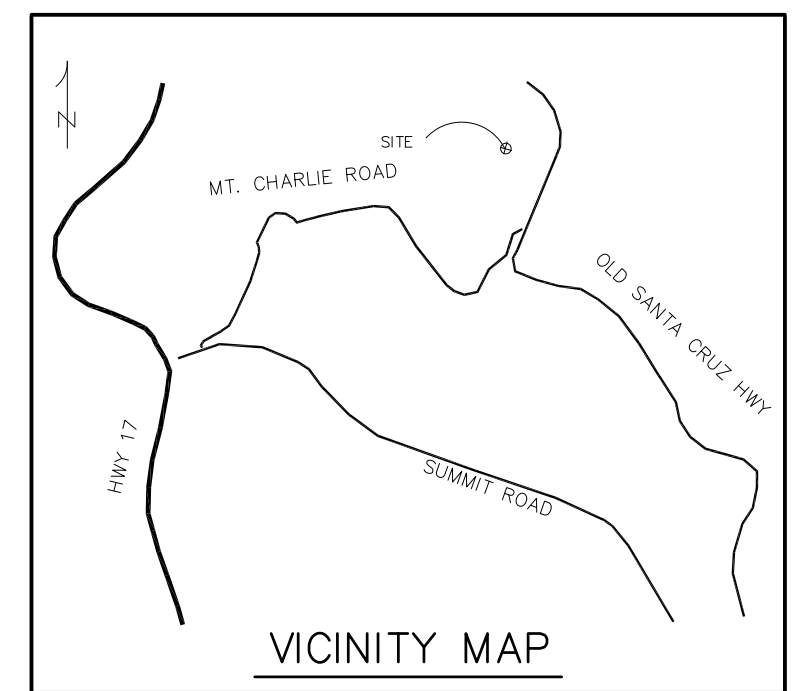 N
SITE
MT. CHARLIE ROAD
OLD SANTA CRUZ HWY
HWY 17
SUMMIT ROAD
VICINITY MAP